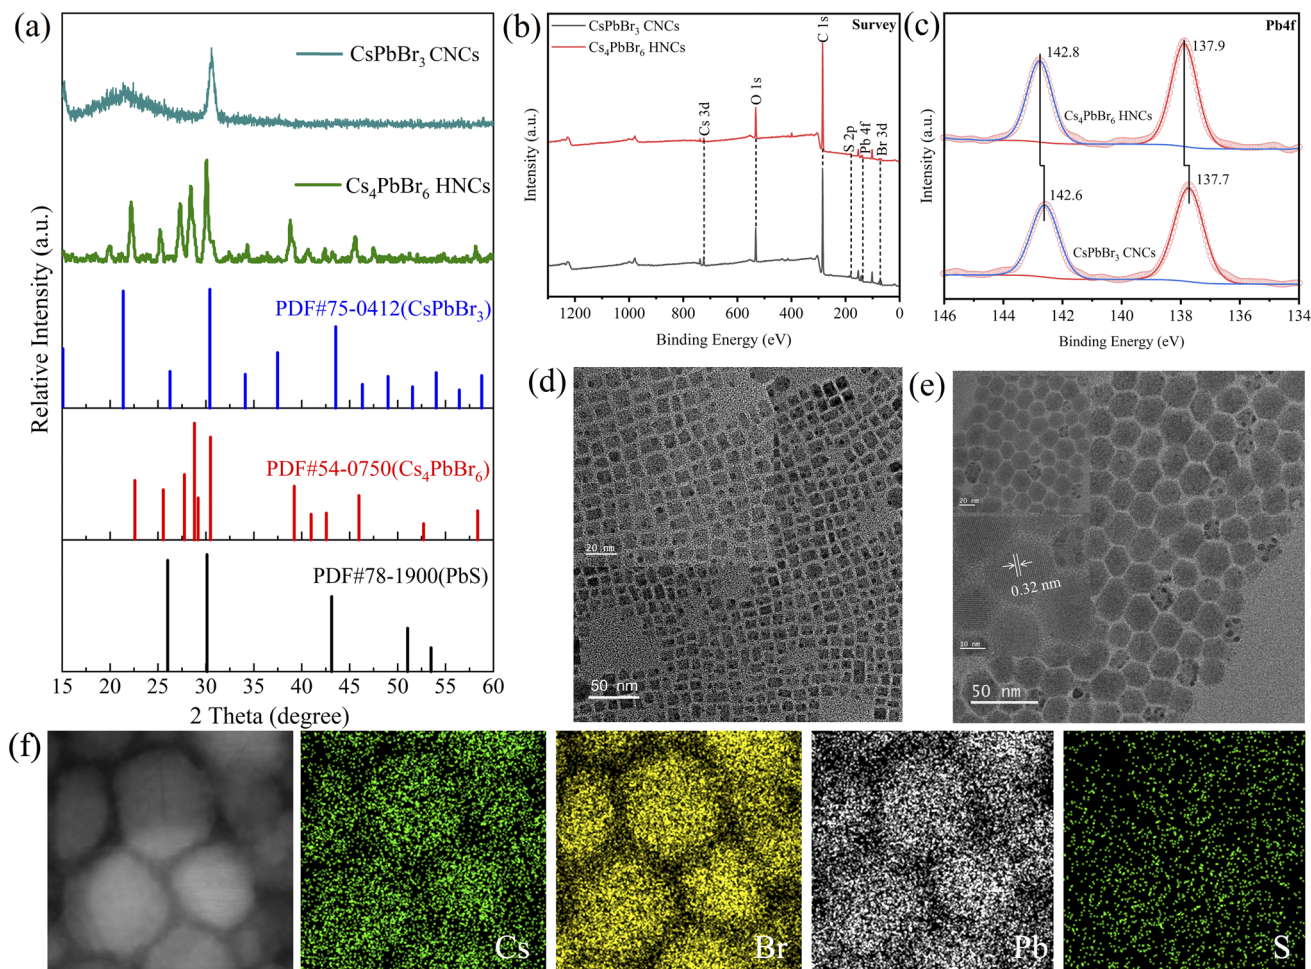 (a)
CsPbBr3 CNCs
Cs4PbBr6 HNCs
PDF#75-0412(CsPbBr3)
PDF#54-0750(Cs4PbBr6)
PDF#78-1900(PbS)
Relative Intensity (a.u.)
15 20 25 30 35 40 45 50 55 60
2 Theta (degree)
(b)
CsPbBr3 CNCs
Cs4PbBr6 HNCs
Survey
C 1s
O 1s
Cs 3d
S 2p
Pb 4f
Br 3d
Intensity (a.u.)
1200 1000 800 600 400 200 0
Binding Energy (eV)
(c)
Pb4f
142.8
137.9
Cs4PbBr6 HNCs
142.6
137.7
CsPbBr3 CNCs
Intensity (a.u.)
146 144 142 140 138 136 134
Binding Energy (eV)
(d)
20 nm
50 nm
(e)
20 nm
0.32 nm
10 nm
50 nm
(f)
Cs
Br
Pb
S